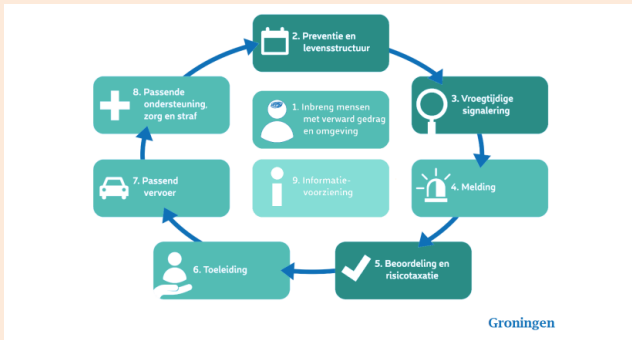 2. Preventie en
levensstructuur
8. Passende
ondersteuning,
zorg en straf
1. Inbreng mensen
met verward gedrag
en omgeving
3. Vroegtijdige
signalering
7. Passend
vervoer
9. Informatie-
voorziening
4. Melding
6. Toeleiding
5. Beoordeling en
risicotaxatie
Groningen